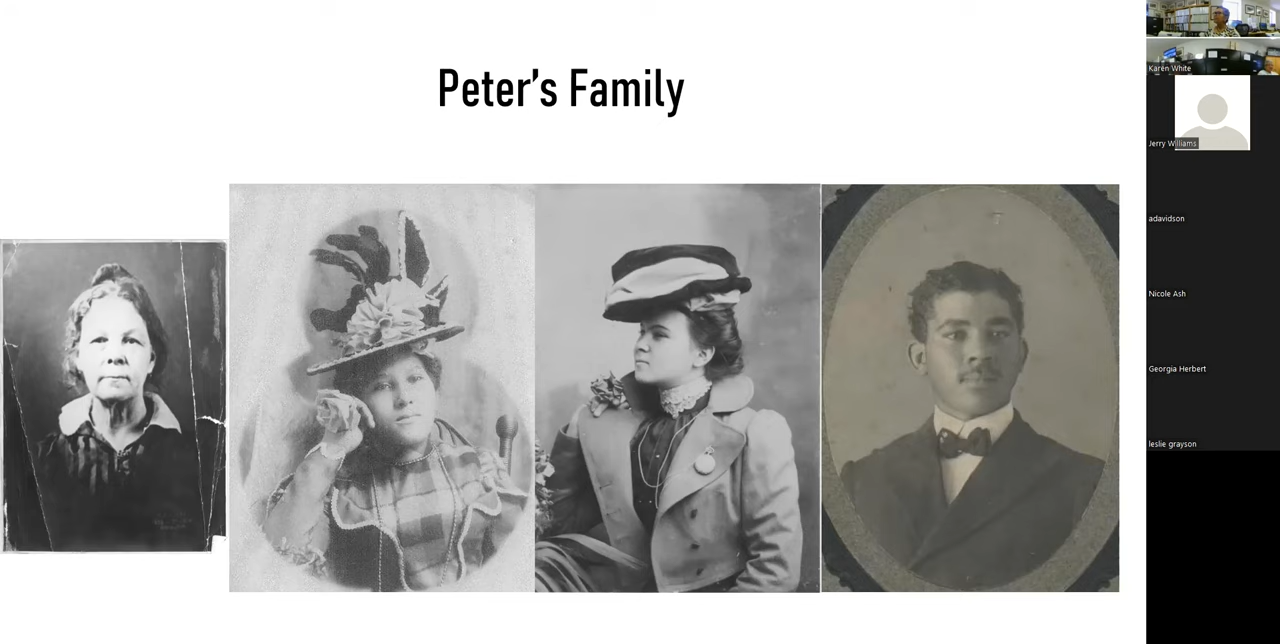 Peter’s Family
Karen White
Jerry Williams
adavidson
Nicole Ash
Georgia Herbert
leslie grayson